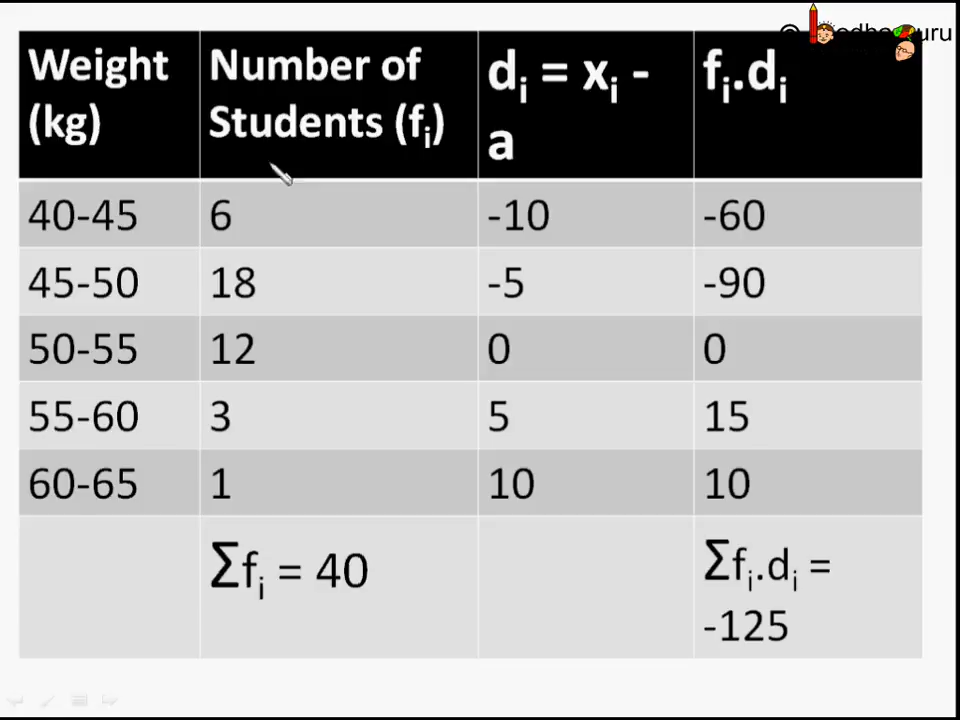 Weight (kg) | Number of Students (fi) | di = xi - a | fi.di
40-45 | 6 | -10 | -60
45-50 | 18 | -5 | -90
50-55 | 12 | 0 | 0
55-60 | 3 | 5 | 15
60-65 | 1 | 10 | 10
Σfi = 40 | Σfi.di = -125